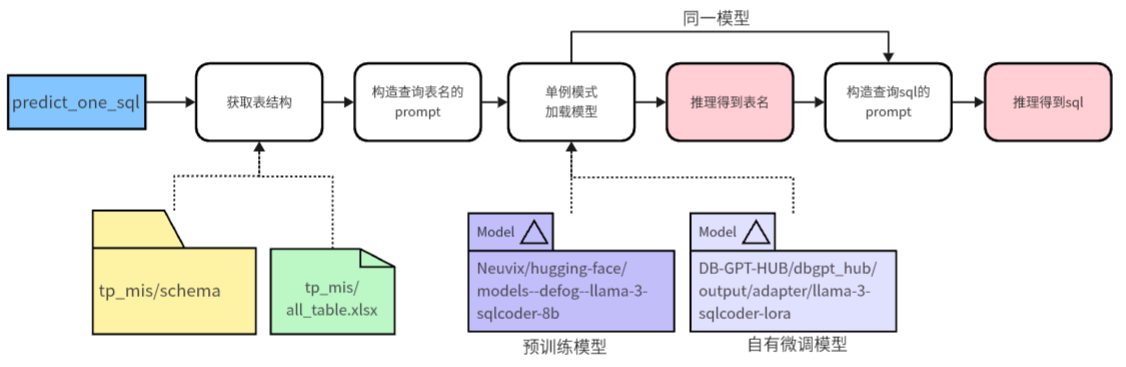 同一模型
predict_one_sql
获取表结构
构造查询表名的
prompt
单例模式
加载模型
推理得到表名
构造查询sql的
prompt
推理得到sql
tp_mis/schema
tp_mis/
all_table.xlsx
Model
Neuvix/hugging-face/
models--defog--llama-3-
sqlcoder-8b
预训练模型
Model
DB-GPT-HUB/dbgpt_hub/
output/adapter/llama-3-
sqlcoder-lora
自有微调模型